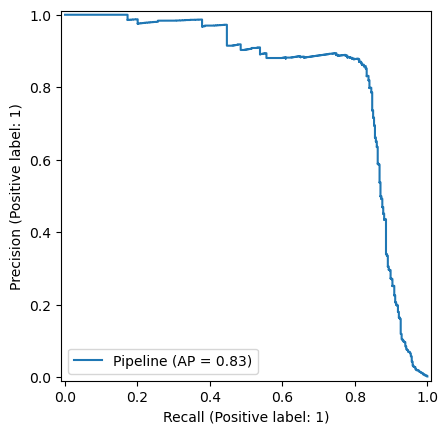 1.0
0.8
0.6
0.4
0.2
0.0
Precision (Positive label: 1)
Pipeline (AP = 0.83)
0.0 0.2 0.4 0.6 0.8 1.0
Recall (Positive label: 1)